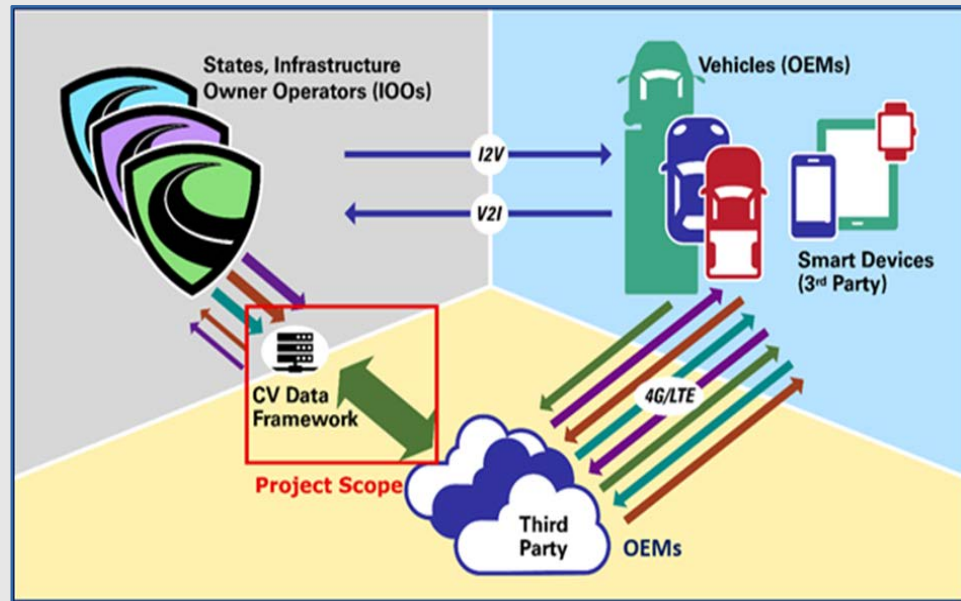 States, Infrastructure
Owner Operators (IOOs)
Vehicles (OEMs)
I2V
V2I
Smart Devices
(3rd Party)
CV Data
Framework
4G/LTE
Project Scope
Third
Party
OEMs